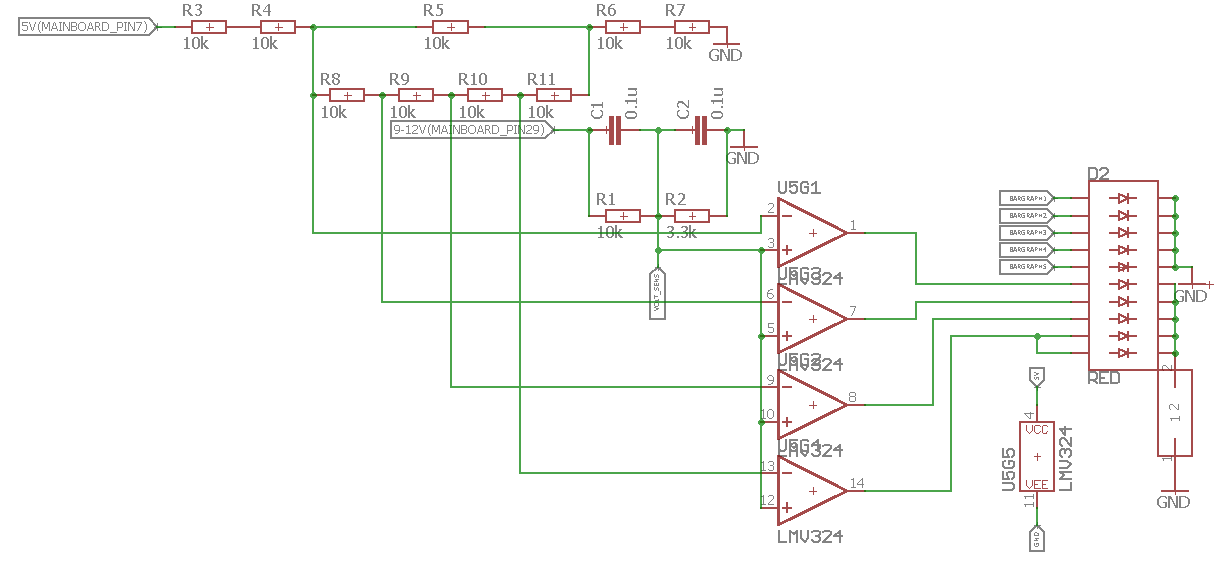 R3 R4 R5 R6 R7
5V(MAINBOARD_PIN7)
10k 10k 10k 10k 10k
GND
R8 R9 R10 R11
10k 10k 10k 10k
C1 0.1u C2 0.1u
9-12V(MAINBOARD_PIN29)
GND
R1 R2
10k 3.3k
VOLT_SENS
U5G1
2 1
3
LMV324
6 7
5
U5G2
LMV324
9 8
10
U5G4
LMV324
13 14
12
LMV324
D2
BARGRAPH1
BARGRAPH2
BARGRAPH3
BARGRAPH4
BARGRAPH5
GND
RED
2
1 2
1
GND
5V
4
VCC
U5G5 LMV324
VEE
11
GND